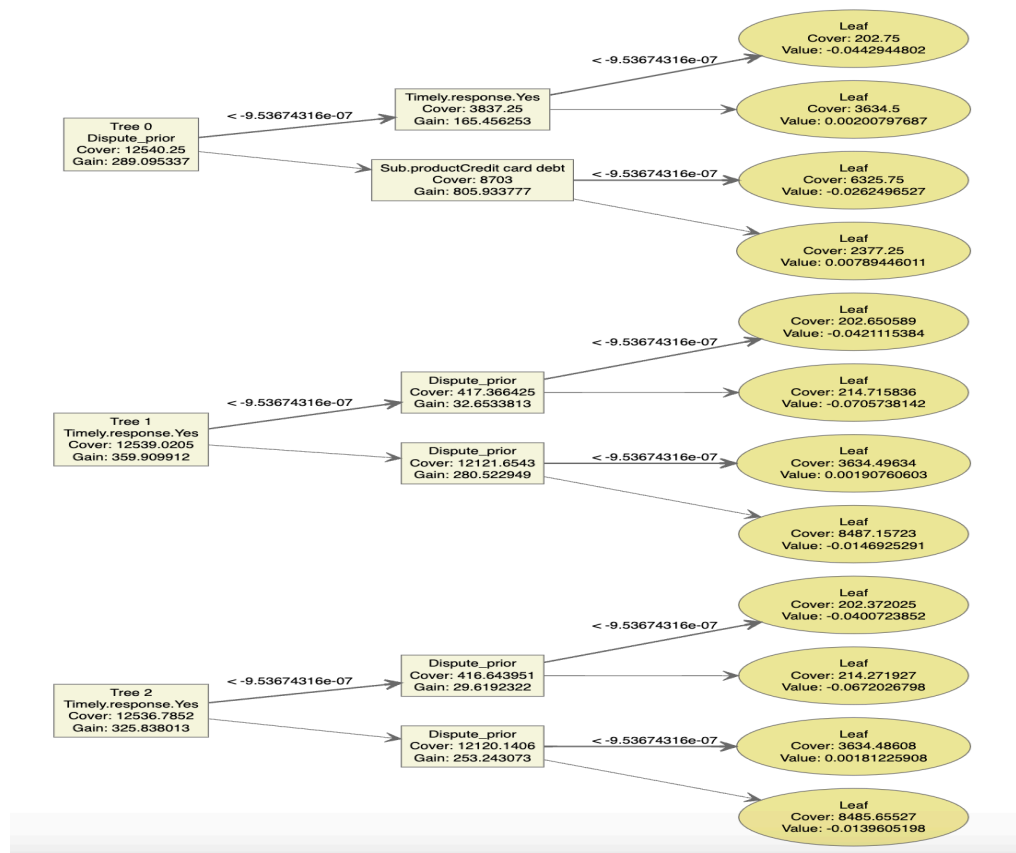 Leaf
Cover: 202.75
Value: -0.0442944802
< -9.53674316e-07
Timely.response.Yes
Cover: 3837.25
Gain: 165.456253
Leaf
Cover: 3634.5
Value: 0.00200797687
< -9.53674316e-07
Tree 0
Dispute_prior
Cover: 12540.25
Gain: 289.095337
Sub.productCredit card debt
Cover: 8703
Gain: 805.933777
< -9.53674316e-07
Leaf
Cover: 6325.75
Value: -0.0262496527
Leaf
Cover: 2377.25
Value: 0.00789446011
Leaf
Cover: 202.650589
Value: -0.0421115384
< -9.53674316e-07
Dispute_prior
Cover: 417.366425
Gain: 32.6533813
Leaf
Cover: 214.715836
Value: -0.0705738142
< -9.53674316e-07
Tree 1
Timely.response.Yes
Cover: 12539.0205
Gain: 359.909912
Dispute_prior
Cover: 12121.6543
Gain: 280.522949
< -9.53674316e-07
Leaf
Cover: 3634.49634
Value: 0.00190760603
Leaf
Cover: 8487.15723
Value: -0.0146925291
Leaf
Cover: 202.372025
Value: -0.0400723852
< -9.53674316e-07
Dispute_prior
Cover: 416.643951
Gain: 29.6192322
Leaf
Cover: 214.271927
Value: -0.0672026798
< -9.53674316e-07
Tree 2
Timely.response.Yes
Cover: 12536.7852
Gain: 325.838013
Dispute_prior
Cover: 12120.1406
Gain: 253.243073
< -9.53674316e-07
Leaf
Cover: 3634.48608
Value: 0.00181225908
Leaf
Cover: 8485.65527
Value: -0.0139605198